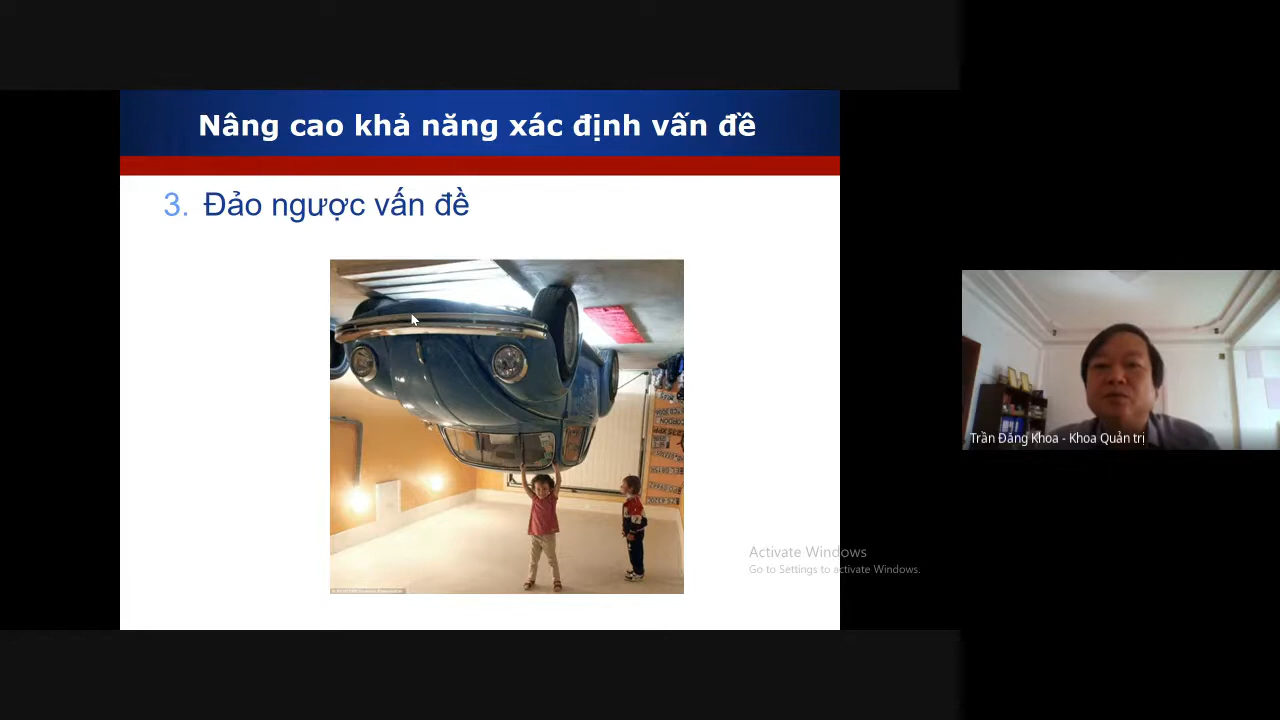 Nâng cao khả năng xác định vấn đề
3. Đảo ngược vấn đề
Trần Đăng Khoa - Khoa Quản trị
Activate Windows
Go to Settings to activate Windows.